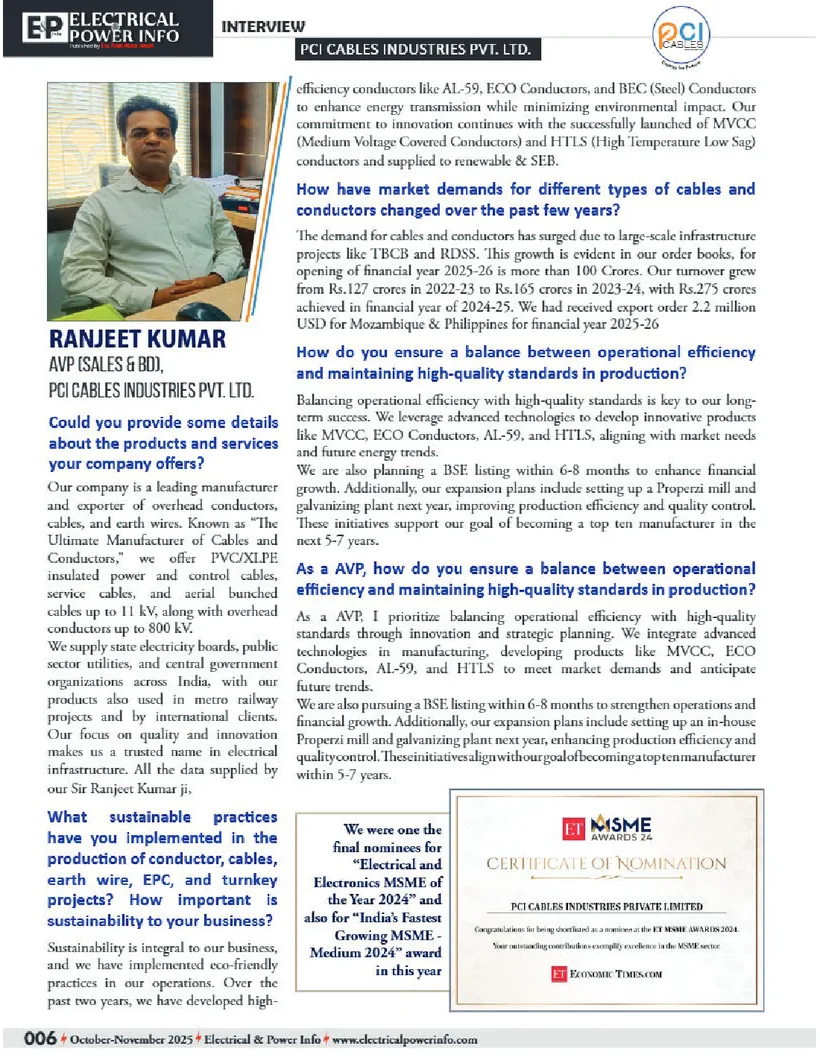 E&P ELECTRICAL
POWER INFO
INTERVIEW
PCI CABLES INDUSTRIES PVT. LTD.
PCI
CABLES
RANJEET KUMAR
AVP (SALES & BD),
PCI CABLES INDUSTRIES PVT. LTD.
Could you provide some details
about the products and services
your company offers?
Our company is a leading manufacturer
and exporter of overhead conductors,
cables, and earth wires. Known as “The
Ultimate Manufacturer of Cables and
Conductors,” we offer PVC/XLPE
insulated power and control cables,
service cables, and aerial bunched
cables up to 11 kV, along with overhead
conductors up to 800 kV.
We supply state electricity boards, public
sector utilities, and central government
organizations across India, with our
products also used in metro railway
projects and by international clients.
Our focus on quality and innovation
makes us a trusted name in electrical
infrastructure. All the data supplied by
our Sir Ranjeet Kumar ji,
What sustainable practices
have you implemented in the
production of conductor, cables,
earth wire, EPC, and turnkey
projects? How important is
sustainability to your business?
Sustainability is integral to our business,
and we have implemented eco-friendly
practices in our operations. Over the
past two years, we have developed high-
efficiency conductors like AL-59, ECO Conductors, and BEC (Steel) Conductors
to enhance energy transmission while minimizing environmental impact. Our
commitment to innovation continues with the successfully launched of MVCC
(Medium Voltage Covered Conductors) and HTLS (High Temperature Low Sag)
conductors and supplied to renewable & SEB.
How have market demands for different types of cables and
conductors changed over the past few years?
The demand for cables and conductors has surged due to large-scale infrastructure
projects like TBCB and RDSS. This growth is evident in our order books, for
opening of financial year 2025-26 is more than 100 Crores. Our turnover grew
from Rs.127 crores in 2022-23 to Rs.165 crores in 2023-24, with Rs.275 crores
achieved in financial year of 2024-25. We had received export order 2.2 million
USD for Mozambique & Philippines for financial year 2025-26
How do you ensure a balance between operational efficiency
and maintaining high-quality standards in production?
Balancing operational efficiency with high-quality standards is key to our long-
term success. We leverage advanced technologies to develop innovative products
like MVCC, ECO Conductors, AL-59, and HTLS, aligning with market needs
and future energy trends.
We are also planning a BSE listing within 6-8 months to enhance financial
growth. Additionally, our expansion plans include setting up a Properzi mill and
galvanizing plant next year, improving production efficiency and quality control.
These initiatives support our goal of becoming a top ten manufacturer in the
next 5-7 years.
As a AVP, how do you ensure a balance between operational
efficiency and maintaining high-quality standards in production?
As a AVP, I prioritize balancing operational efficiency with high-quality
standards through innovation and strategic planning. We integrate advanced
technologies in manufacturing, developing products like MVCC, ECO
Conductors, AL-59, and HTLS to meet market demands and anticipate
future trends.
We are also pursuing a BSE listing within 6-8 months to strengthen operations and
financial growth. Additionally, our expansion plans include setting up an in-house
Properzi mill and galvanizing plant next year, enhancing production efficiency and
quality control. These initiatives align with our goal of becoming a top ten manufacturer
within 5-7 years.
We were one the
final nominees for
“Electrical and
Electronics MSME of
the Year 2024” and
also for “India’s Fastest
Growing MSME -
Medium 2024” award
in this year
ET MSME
AWARDS 24
CERTIFICATE OF NOMINATION
PCI CABLES INDUSTRIES PRIVATE LIMITED
Congratulations for being shortlisted as a nominee at the ET MSME AWARDS 2024.
Your outstanding contributions exemplify excellence in the MSME sector.
ET ECONOMICTIMES.COM
006 October-November 2025 Electrical & Power Info www.electricalpowerinfo.com